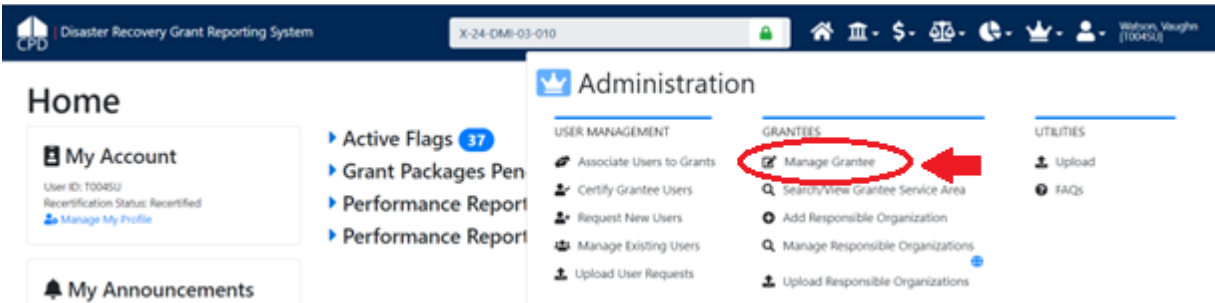 CPD
Disaster Recovery Grant Reporting System
X-24-DMI-03-010
Watson, Vaughn
[T004SU]
Home
My Account
User ID: T004SU
Recertification Status: Recertified
Manage My Profile
My Announcements
Active Flags 37
Grant Packages Pen
Performance Report
Performance Report
Administration
USER MANAGEMENT
Associate Users to Grants
Certify Grantee Users
Request New Users
Manage Existing Users
Upload User Requests
GRANTEES
Manage Grantee
Search/View Grantee Service Area
Add Responsible Organization
Manage Responsible Organizations
Upload Responsible Organizations
UTILITIES
Upload
FAQs